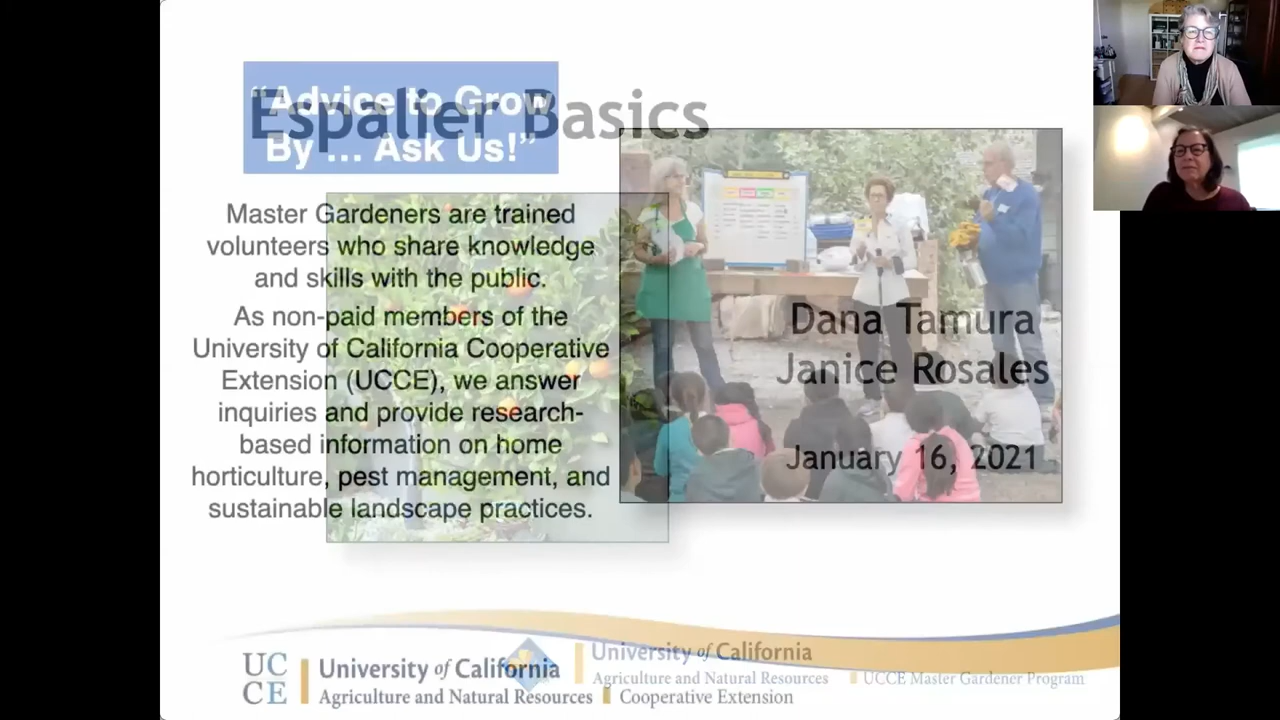 Espalier Basics
"Advice to Grow
By ... Ask Us!"
Master Gardeners are trained
volunteers who share knowledge
and skills with the public.
As non-paid members of the
University of California Cooperative
Extension (UCCE), we answer
inquiries and provide research-
based information on home
horticulture, pest management, and
sustainable landscape practices.
Dana Tamura
Janice Rosales
January 16, 2021
UC
CE
University of California
Agriculture and Natural Resources
Cooperative Extension
University of California
Agriculture and Natural Resources
UCCE Master Gardener Program